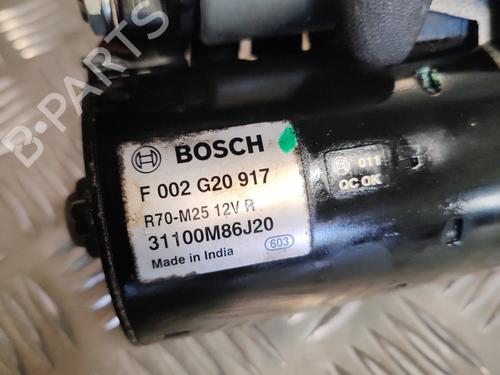 B-PARTS
BOSCH
F 002 G20 917
R70-M25 12V R
31100M86J20
Made in India
603
011
QC OK